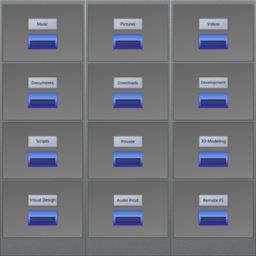 Music
Pictures
Videos
Documents
Downloads
Development
Scripts
Private
3D Modeling
Visual Design
Audio Prod.
Remote FS